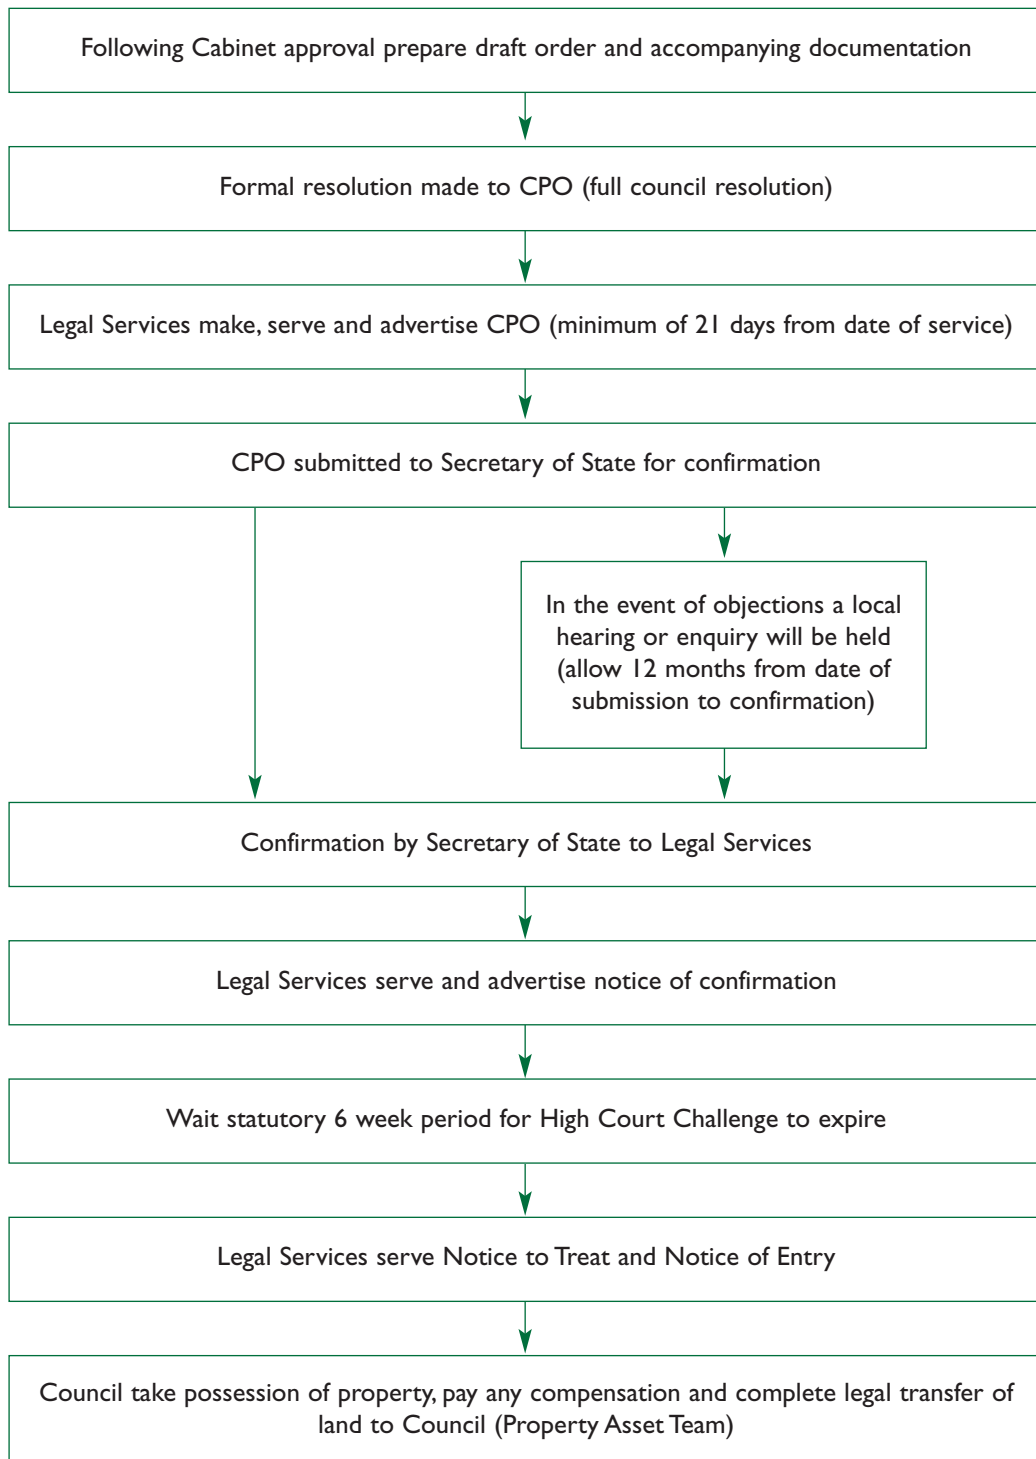 Following Cabinet approval prepare draft order and accompanying documentation
Formal resolution made to CPO (full council resolution)
Legal Services make, serve and advertise CPO (minimum of 21 days from date of service)
CPO submitted to Secretary of State for confirmation
In the event of objections a local
hearing or enquiry will be held
(allow 12 months from date of
submission to confirmation)
Confirmation by Secretary of State to Legal Services
Legal Services serve and advertise notice of confirmation
Wait statutory 6 week period for High Court Challenge to expire
Legal Services serve Notice to Treat and Notice of Entry
Council take possession of property, pay any compensation and complete legal transfer of
land to Council (Property Asset Team)